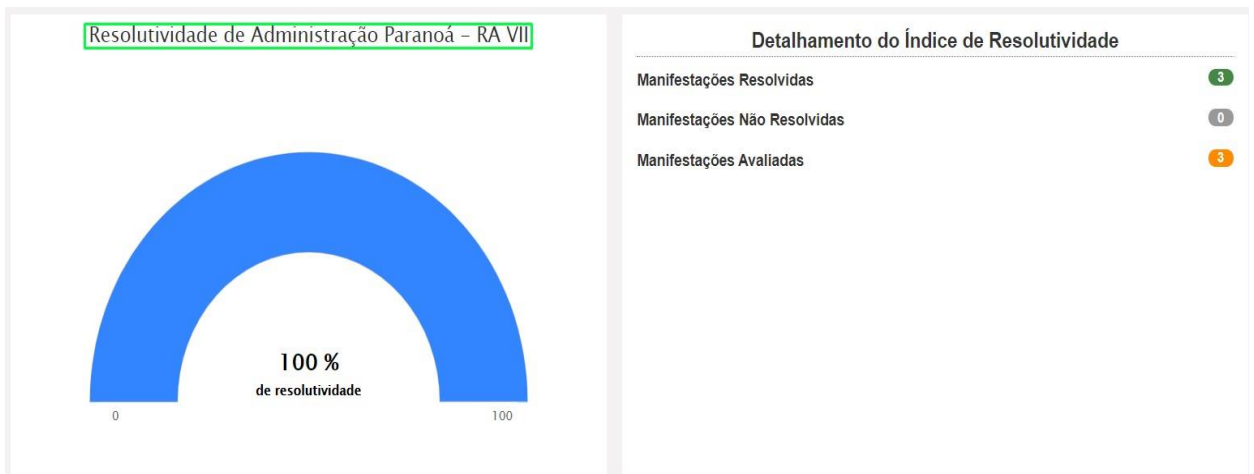 Resolutividade de Administração Paranoá – RA VII
100 %
de resolutividade
0
100
Detalhamento do Índice de Resolutividade
Manifestações Resolvidas 3
Manifestações Não Resolvidas 0
Manifestações Avaliadas 3